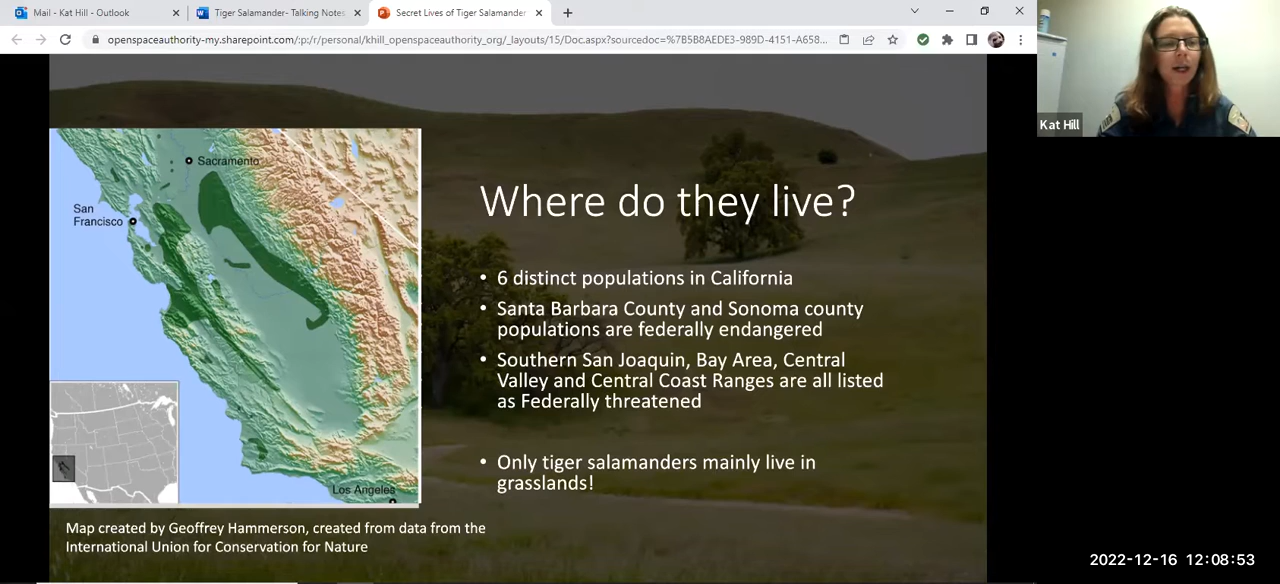 Mail - Kat Hill - Outlook
Tiger Salamander- Talking Notes
Secret Lives of Tiger Salamander
openspaceauthority-my.sharepoint.com/:p:/r/personal/khill_openspaceauthority_org/_layouts/15/Doc.aspx?sourcedoc=%7B5B8AEDE3-989D-4151-A658...
Kat Hill
Sacramento
San
Francisco
Los Angeles
Where do they live?
• 6 distinct populations in California
• Santa Barbara County and Sonoma county
populations are federally endangered
• Southern San Joaquin, Bay Area, Central
Valley and Central Coast Ranges are all listed
as Federally threatened
• Only tiger salamanders mainly live in
grasslands!
Map created by Geoffrey Hammerson, created from data from the
International Union for Conservation for Nature
2022-12-16 12:08:53